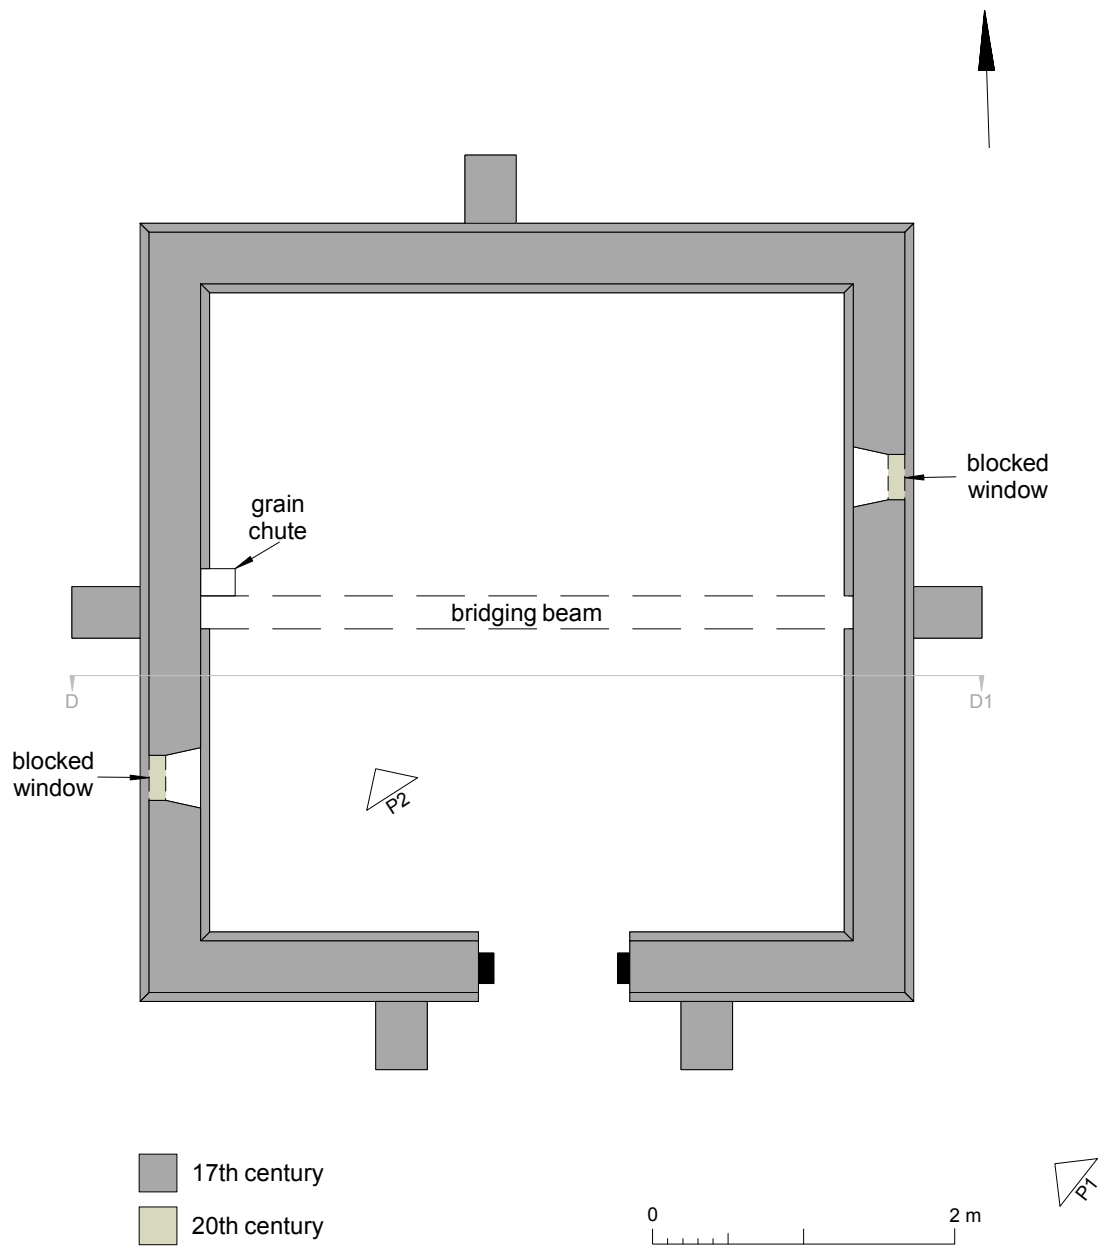 blocked
window
grain
chute
bridging beam
D
D1
blocked
window
P2
17th century
P1
20th century
0
2 m